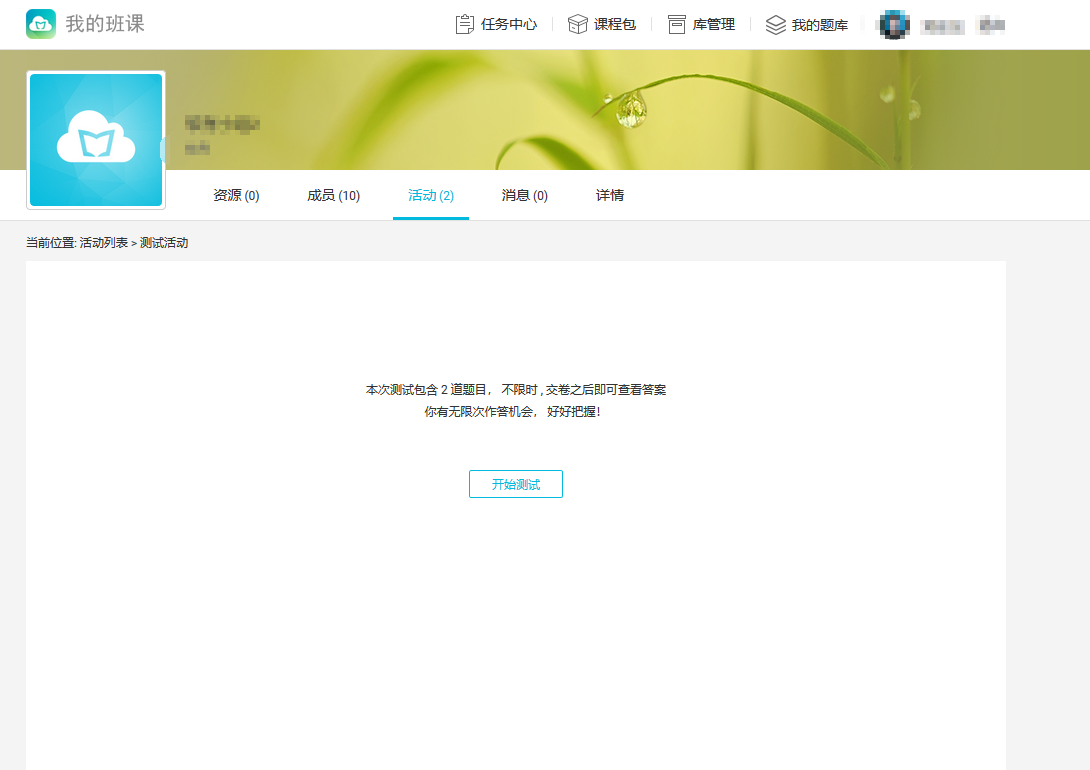 我的班课
任务中心
课程包
库管理
我的题库
资源 (0)
成员 (10)
活动 (2)
消息 (0)
详情
当前位置: 活动列表 > 测试活动
本次测试包含 2 道题目， 不限时 , 交卷之后即可查看答案
你有无限次作答机会， 好好把握！
开始测试